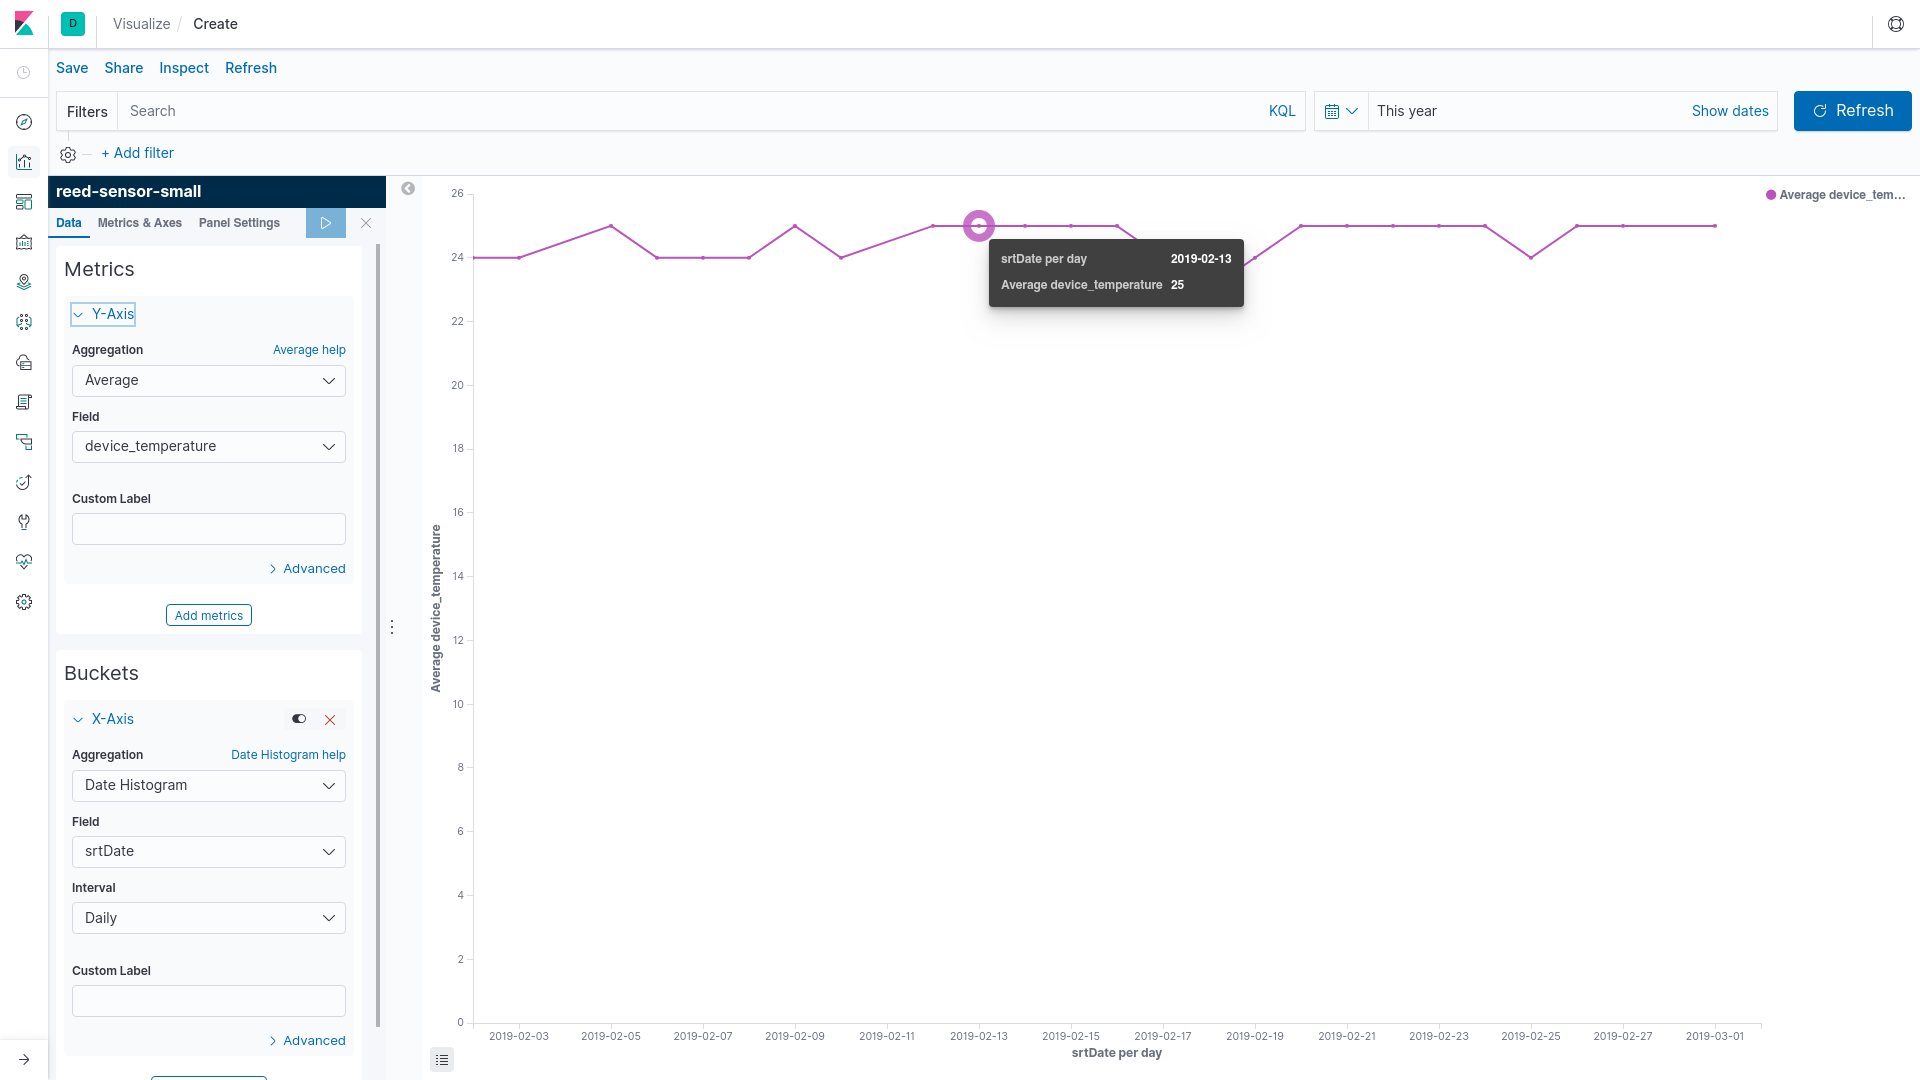 D
Visualize / Create
Save Share Inspect Refresh
Filters Search KQL This year Show dates Refresh
+ Add filter
reed-sensor-small
Data Metrics & Axes Panel Settings
Metrics
Y-Axis
Aggregation Average help
Average
Field
device_temperature
Custom Label
Advanced
Add metrics
Buckets
X-Axis
Aggregation Date Histogram help
Date Histogram
Field
srtDate
Interval
Daily
Custom Label
Advanced
Average device_temperature
26
24
22
20
18
16
14
12
10
8
6
4
2
0
srtDate per day 2019-02-13
Average device_temperature 25
Average device_tem...
2019-02-03 2019-02-05 2019-02-07 2019-02-09 2019-02-11 2019-02-13 2019-02-15 2019-02-17 2019-02-19 2019-02-21 2019-02-23 2019-02-25 2019-02-27 2019-03-01
srtDate per day